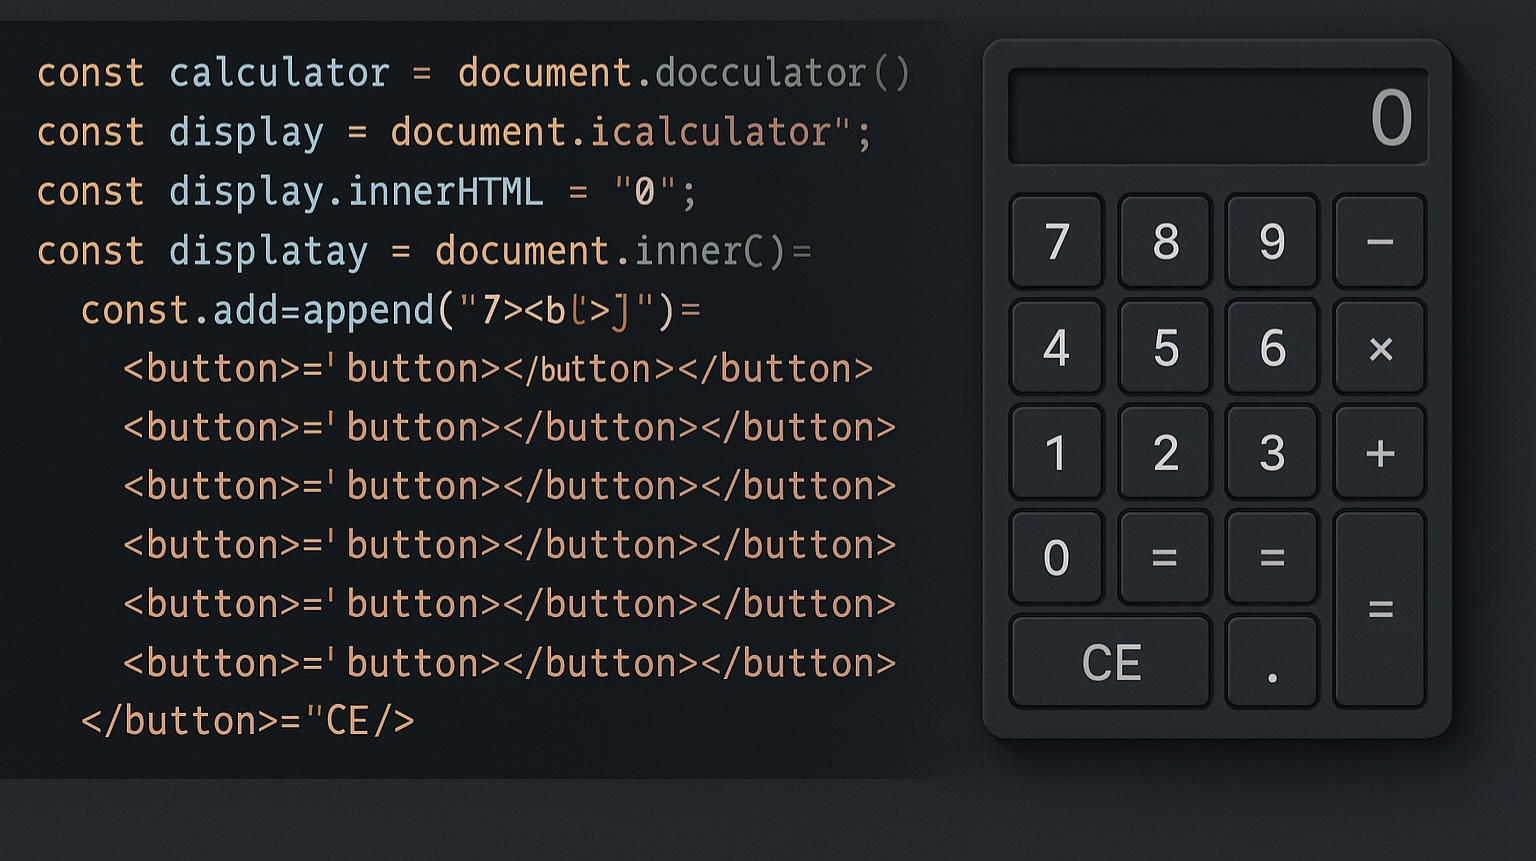 const calculator = document.docculator()
const display = document.icalculator";
const display.innerHTML = "0";
const displatay = document.innerC)=
const.add=append("7><b['>]")=
<button>=' button></button></button>
<button>=' button></button></button>
<button>=' button></button></button>
<button>=' button></button></button>
<button>=' button></button></button>
<button>=' button></button></button>
</button>="CE/>
0
7 8 9 −
4 5 6 ×
1 2 3 +
0 = =
=
CE .